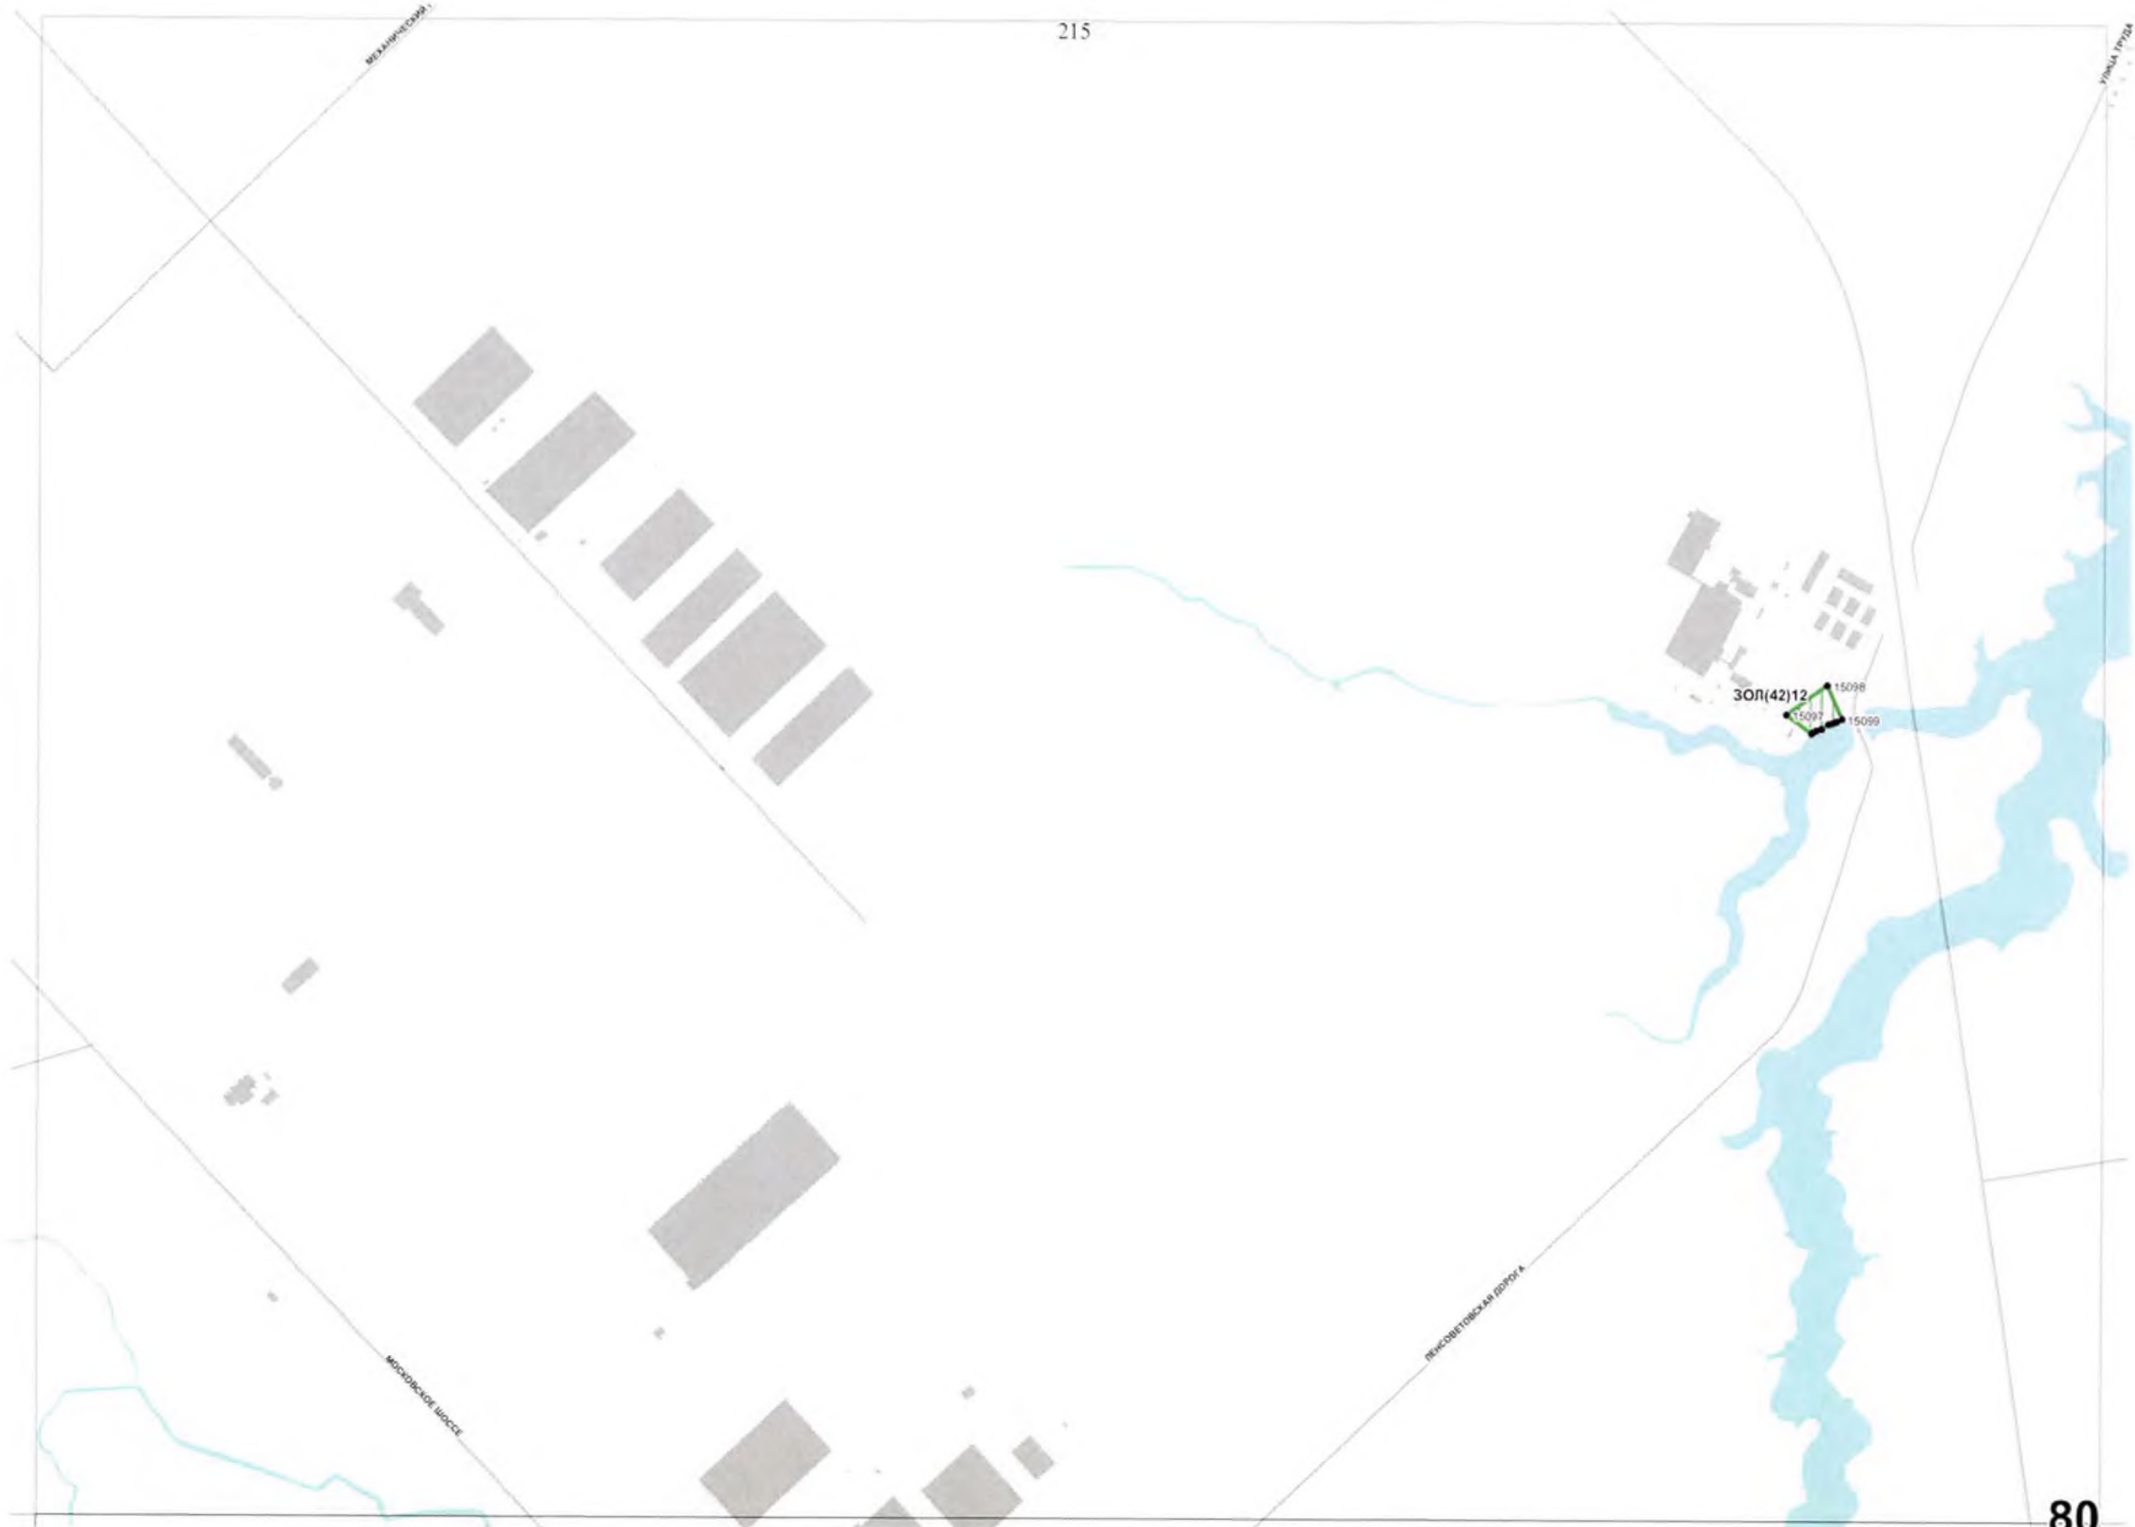 215
МЕХАНИЧЕСКИЙ
УЛИЦА ТРУДА
15098
ЗОЛ(42)12
15097
15099
ЛЕНСОВЕТОВСКАЯ ДОРОГА
МОСКОВСКОЕ ШОССЕ
80